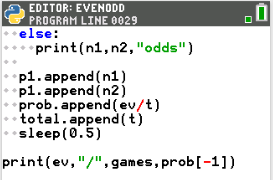 EDITOR: EVENODD
PROGRAM LINE 0029
else:
print(n1,n2,"odds")
p1.append(n1)
p1.append(n2)
prob.append(ev/t)
total.append(t)
sleep(0.5)
print(ev,"/",games,prob[-1])